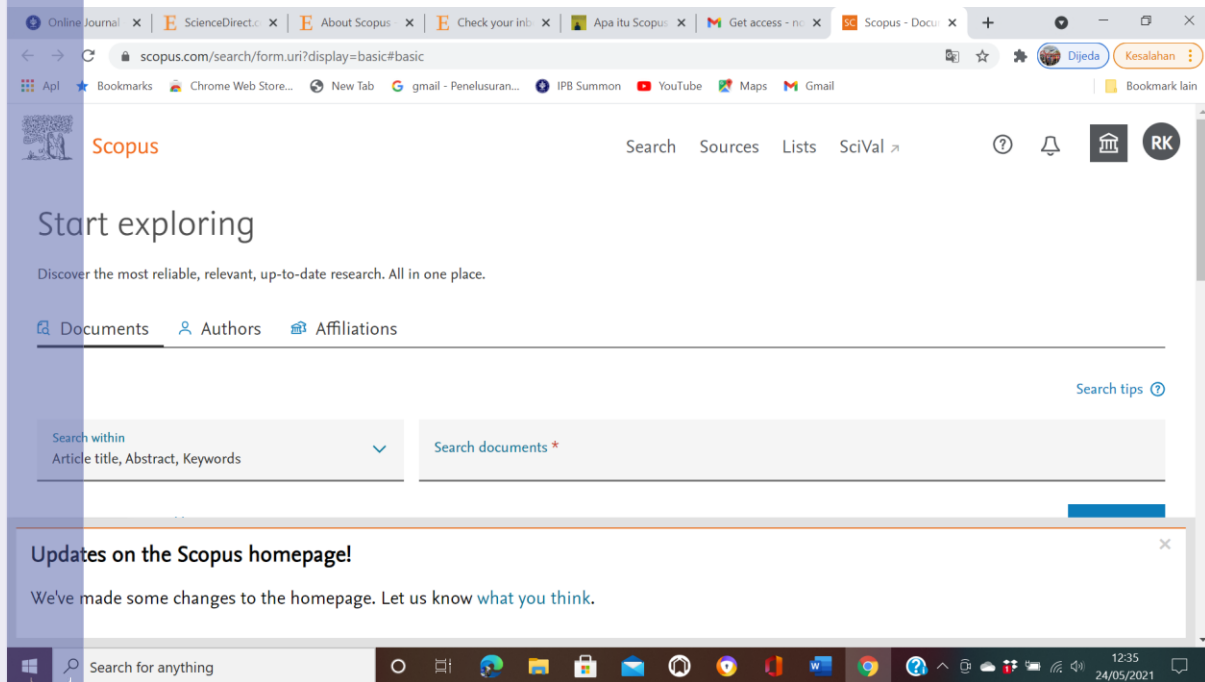 Online Journal
ScienceDirect.c
About Scopus -
Check your inb
Apa itu Scopus
Get access - no
Scopus - Docu
scopus.com/search/form.uri?display=basic#basic
Dijeda
Kesalahan
Apl
Bookmarks
Chrome Web Store...
New Tab
gmail - Penelusuran...
IPB Summon
YouTube
Maps
Gmail
Bookmark lain
Scopus
Search
Sources
Lists
SciVal
RK
Start exploring
Discover the most reliable, relevant, up-to-date research. All in one place.
Documents
Authors
Affiliations
Search tips
Search within
Article title, Abstract, Keywords
Search documents *
Updates on the Scopus homepage!
We've made some changes to the homepage. Let us know what you think.
Search for anything
12:35
24/05/2021